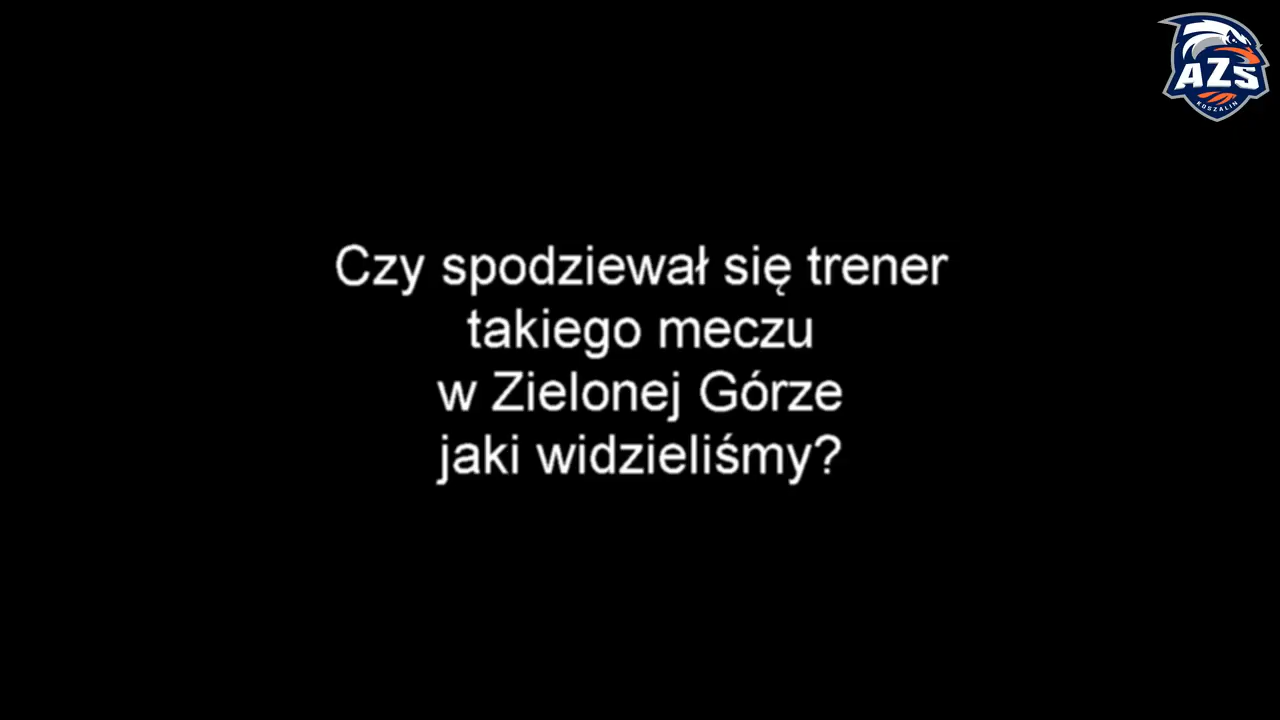 AZS
KOSZALIN
Czy spodziewał się trener
takiego meczu
w Zielonej Górze
jaki widzieliśmy?